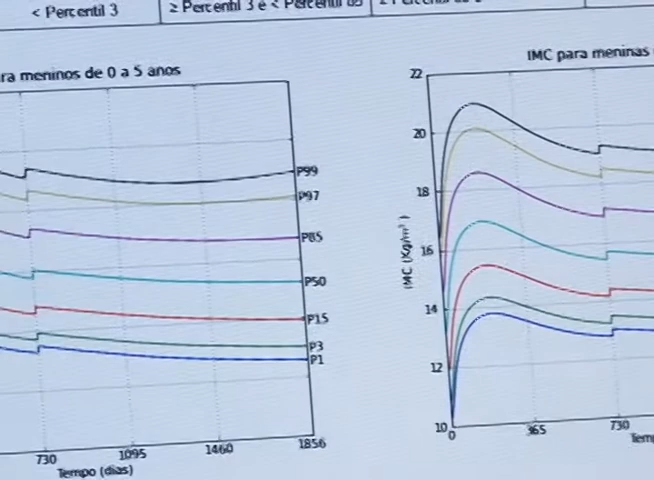 < Percentil 3
≥ Percentil 3 e < Percentil 85
ra meninos de 0 a 5 anos
P99
P97
P85
P50
P15
P3
P1
730
1095
1460
1856
Tempo (dias)
IMC para meninas
22
20
18
16
14
12
10
IMC (Kg/m²)
0
365
730
Tem